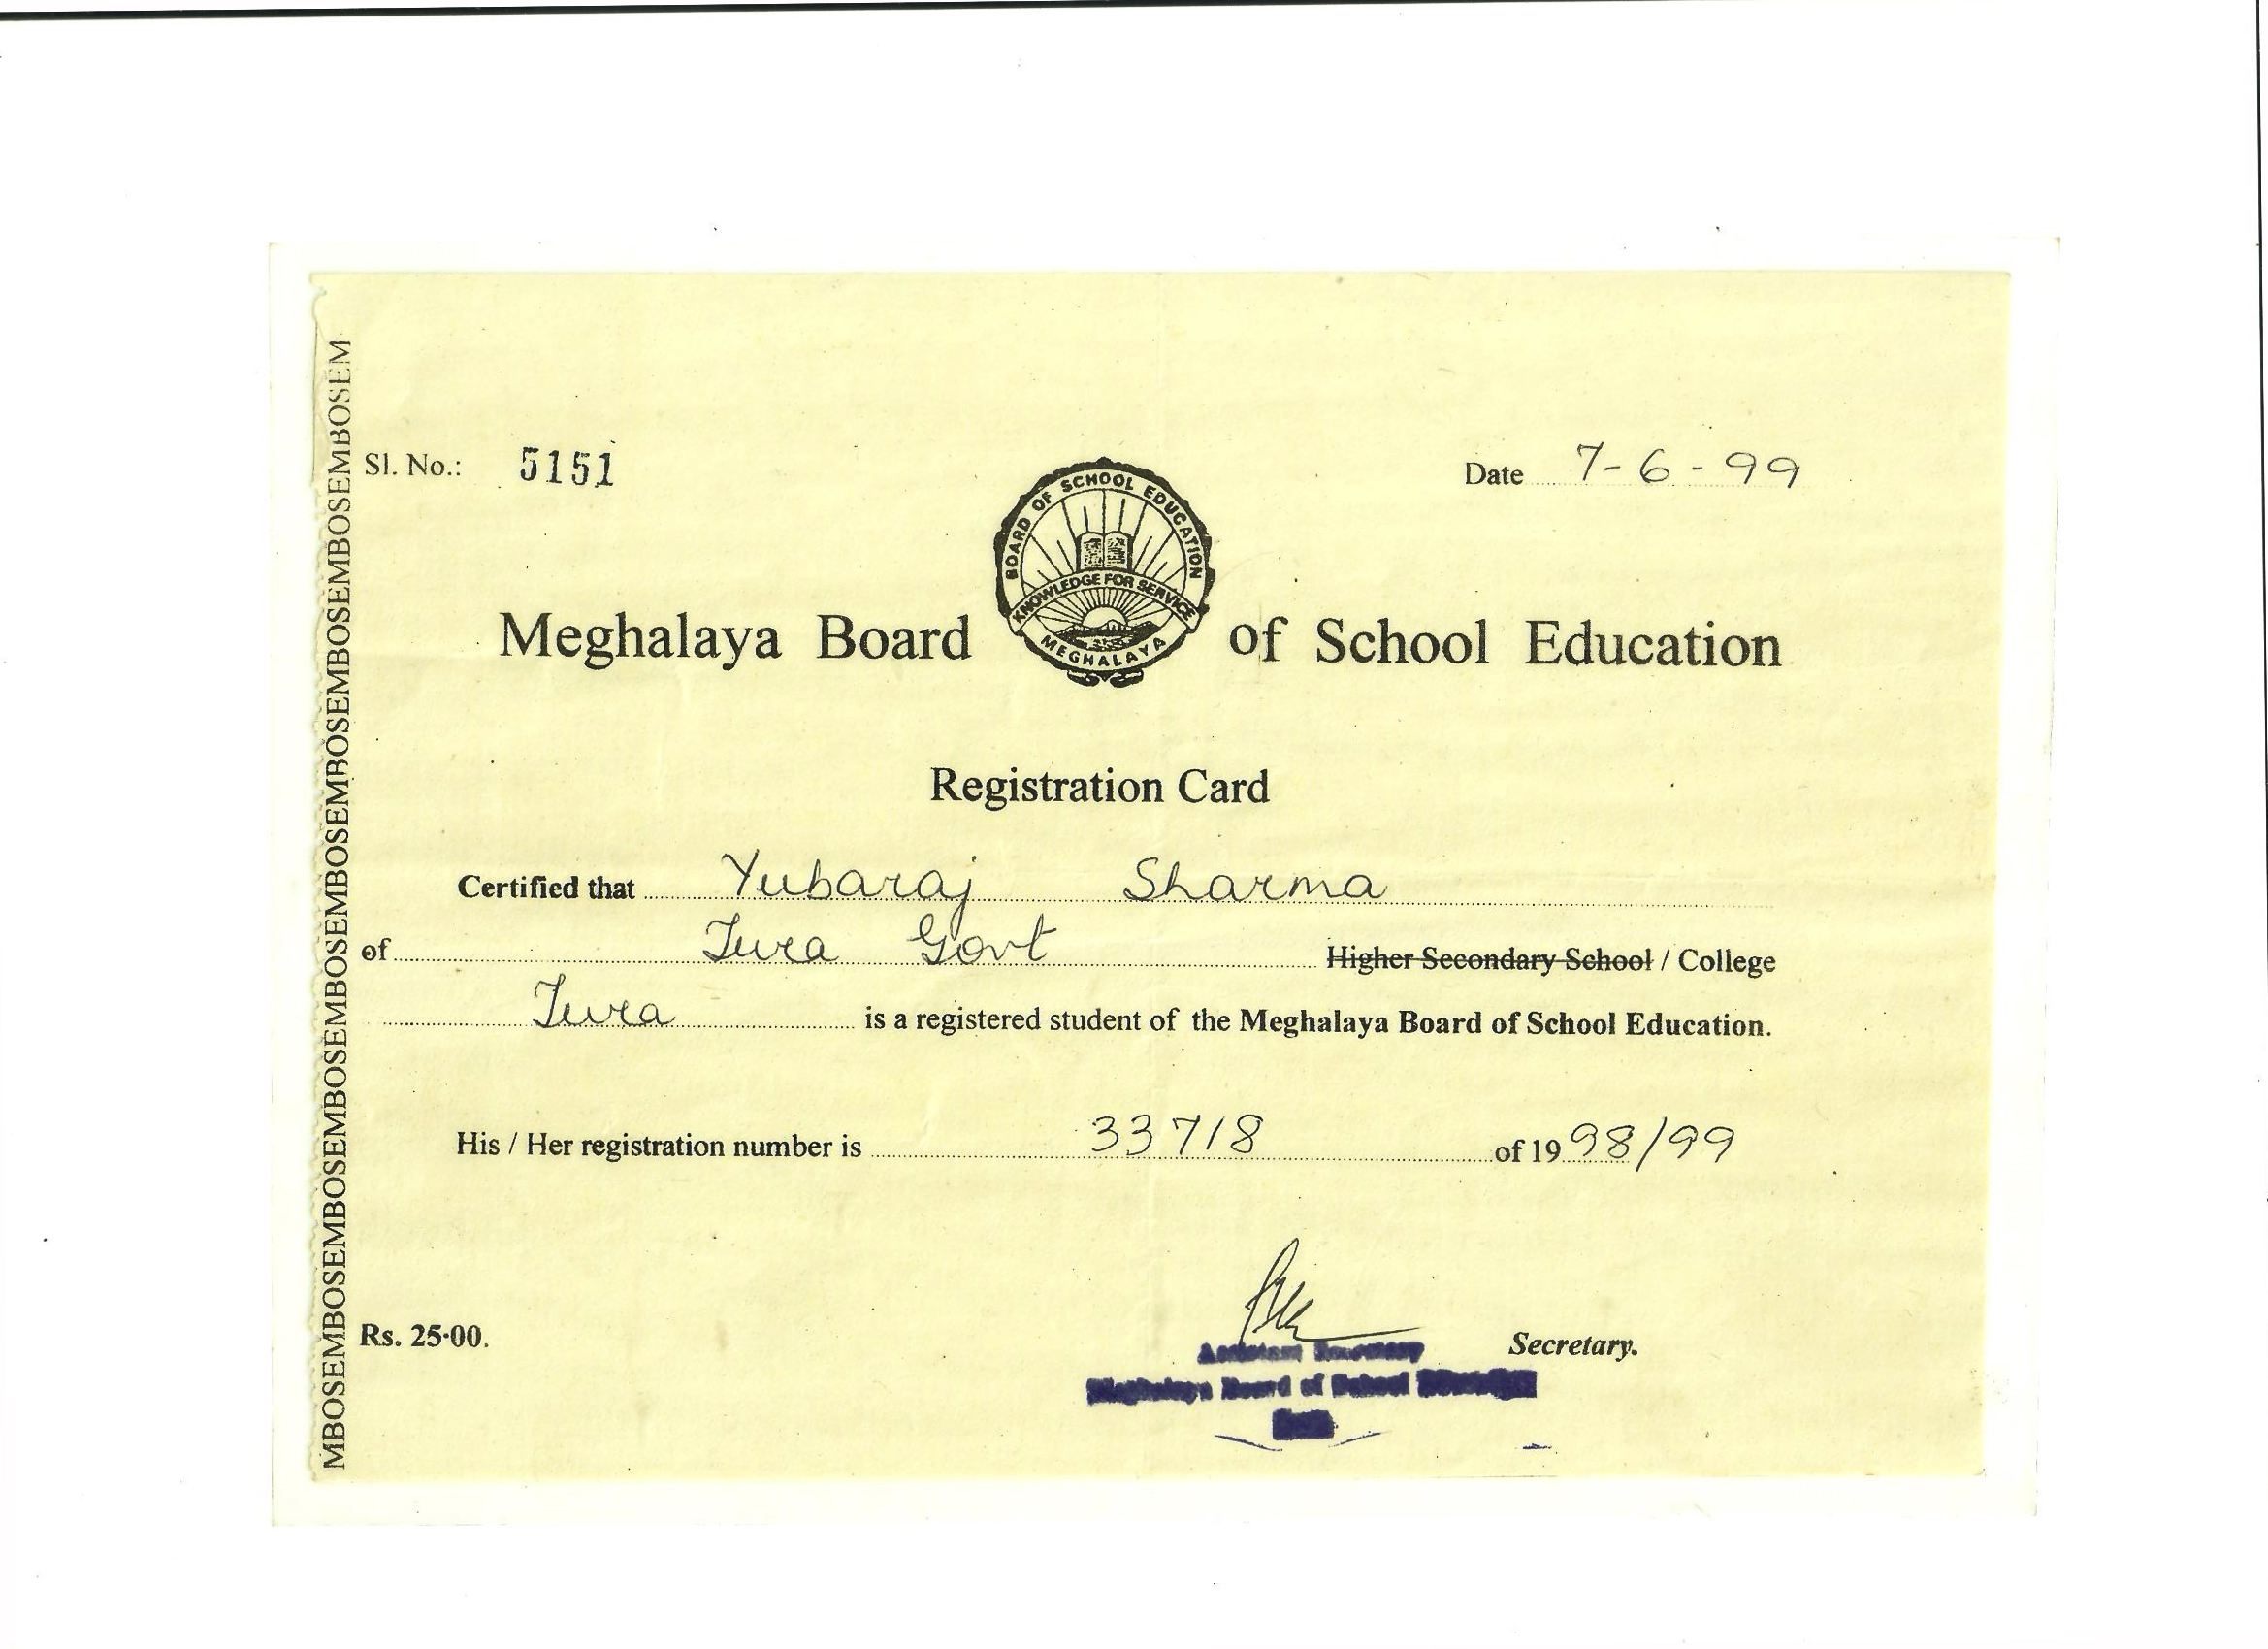 Sl. No.: 5151
Date 7-6-99
BOARD OF SCHOOL EDUCATION
KNOWLEDGE FOR SERVICE
MEGHALAYA
Meghalaya Board of School Education
Registration Card
Certified that Yubaraj Sharma
of Tura Govt Higher Secondary School / College
Tura is a registered student of the Meghalaya Board of School Education.
His / Her registration number is 33718 of 1998/99
Rs. 25·00.
Secretary.
Assistant Secretary
Meghalaya Board of School
MBOSEMBOSEMBOSEMBOSEMBOSEMBOSEMBOSEMBOSEMBOSEMBOSEMBOSEMBOSEMBOSEMBOSEM